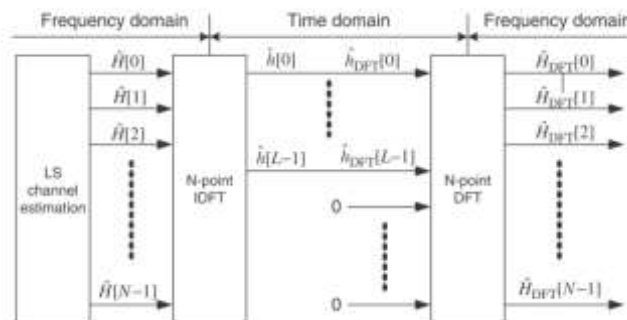 Frequency domain Time domain Frequency domain
Ĥ[0] ĥ[0] ĥ_DFT[0] Ĥ_DFT[0]
Ĥ[1] Ĥ_DFT[1]
Ĥ[2] Ĥ_DFT[2]
LS
channel
estimation
N-point
IDFT
ĥ[L−1] ĥ_DFT[L−1]
0
0
N-point
DFT
Ĥ[N−1] Ĥ_DFT[N−1]